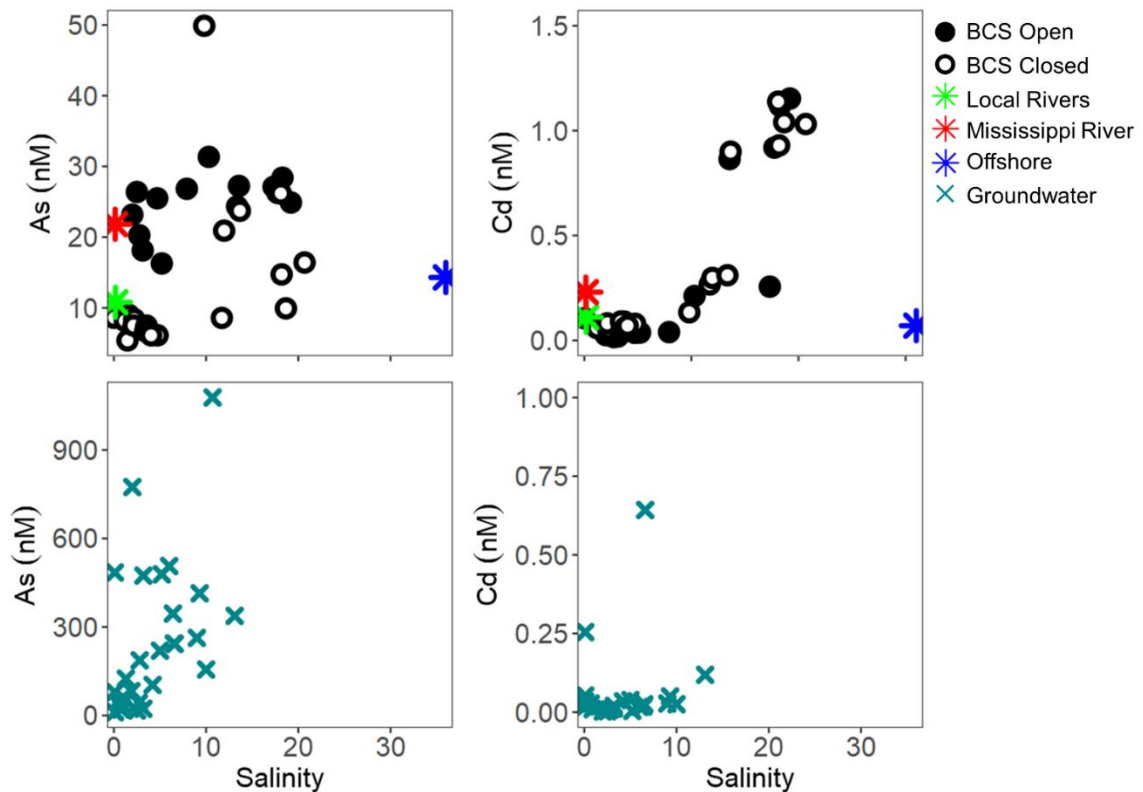 50
40
30
20
10
As (nM)
1.5
1.0
0.5
0.0
Cd (nM)
BCS Open
BCS Closed
Local Rivers
Mississippi River
Offshore
Groundwater
900
600
300
0
As (nM)
0 10 20 30
Salinity
1.00
0.75
0.50
0.25
0.00
Cd (nM)
0 10 20 30
Salinity